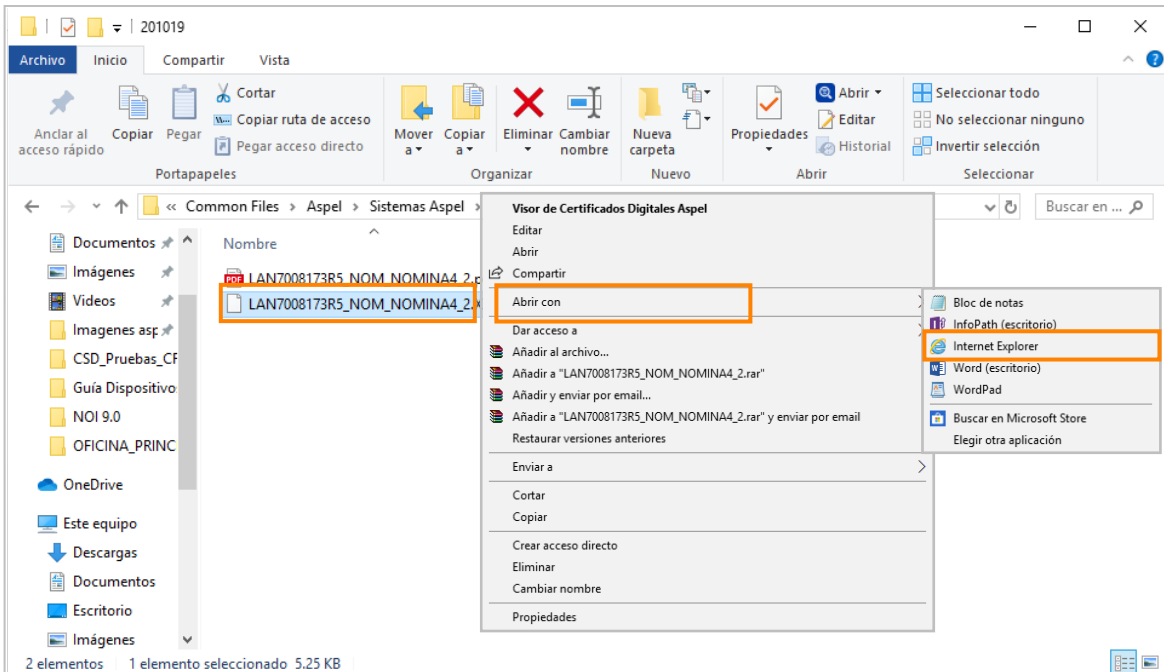 201019
Archivo Inicio Compartir Vista
Anclar al acceso rápido
Copiar
Pegar
Cortar
Copiar ruta de acceso
Pegar acceso directo
Portapapeles
Mover a
Copiar a
Eliminar
Cambiar nombre
Organizar
Nueva carpeta
Nuevo
Propiedades
Abrir
Editar
Historial
Abrir
Seleccionar todo
No seleccionar ninguno
Invertir selección
Seleccionar
« Common Files > Aspel > Sistemas Aspel >
Buscar en ...
Documentos
Imágenes
Videos
Imagenes asp
CSD_Pruebas_CF
Guía Dispositivo
NOI 9.0
OFICINA_PRINC
OneDrive
Este equipo
Descargas
Documentos
Escritorio
Imágenes
Nombre
PDF LAN7008173R5_NOM_NOMINA4_2.p
LAN7008173R5_NOM_NOMINA4_2.X
Visor de Certificados Digitales Aspel
Editar
Abrir
Compartir
Abrir con
Dar acceso a
Añadir al archivo...
Añadir a "LAN7008173R5_NOM_NOMINA4_2.rar"
Añadir y enviar por email...
Añadir a "LAN7008173R5_NOM_NOMINA4_2.rar" y enviar por email
Restaurar versiones anteriores
Enviar a
Cortar
Copiar
Crear acceso directo
Eliminar
Cambiar nombre
Propiedades
Bloc de notas
InfoPath (escritorio)
Internet Explorer
Word (escritorio)
WordPad
Buscar en Microsoft Store
Elegir otra aplicación
2 elementos 1 elemento seleccionado 5.25 KB